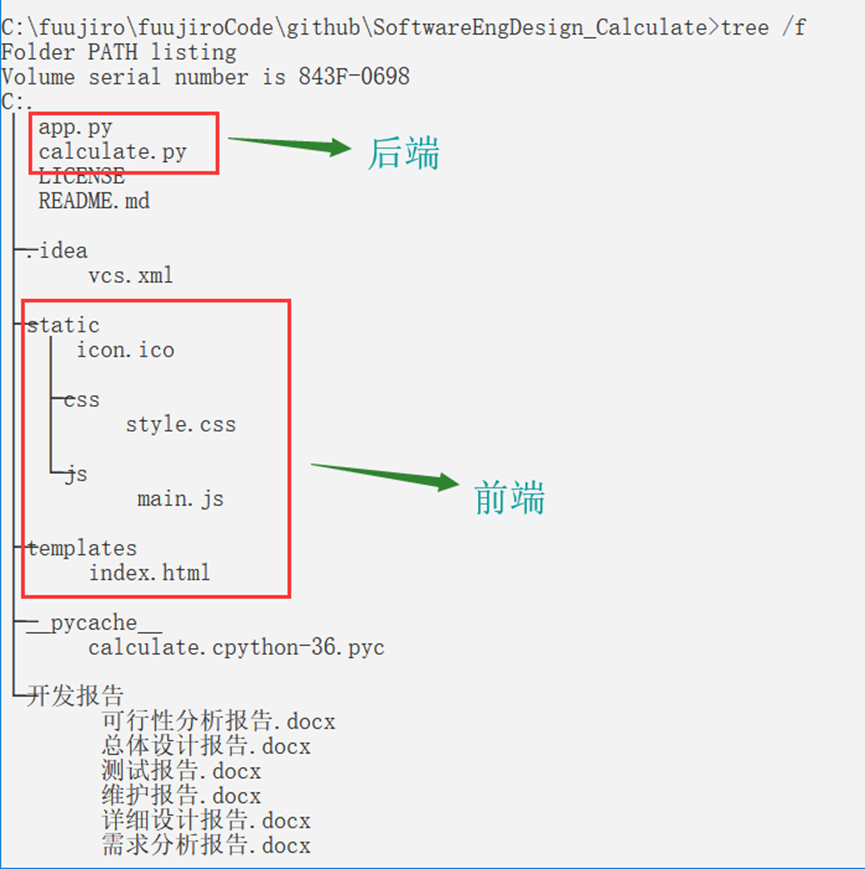 C:\fuujiro\fuujiroCode\github\SoftwareEngDesign_Calculate>tree /f
Folder PATH listing
Volume serial number is 843F-0698
C:.
app.py
calculate.py
后端
LICENSE
README.md
.idea
vcs.xml
static
icon.ico
css
style.css
js
main.js
前端
templates
index.html
__pycache__
calculate.cpython-36.pyc
开发报告
可行性分析报告.docx
总体设计报告.docx
测试报告.docx
维护报告.docx
详细设计报告.docx
需求分析报告.docx